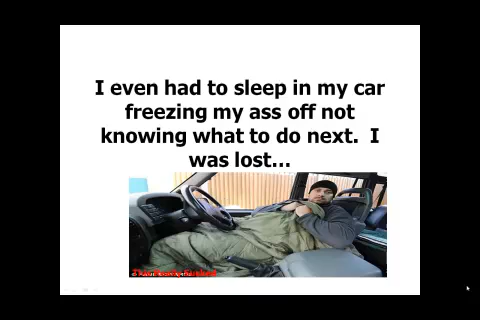 I even had to sleep in my car
freezing my ass off not
knowing what to do next.  I
was lost...